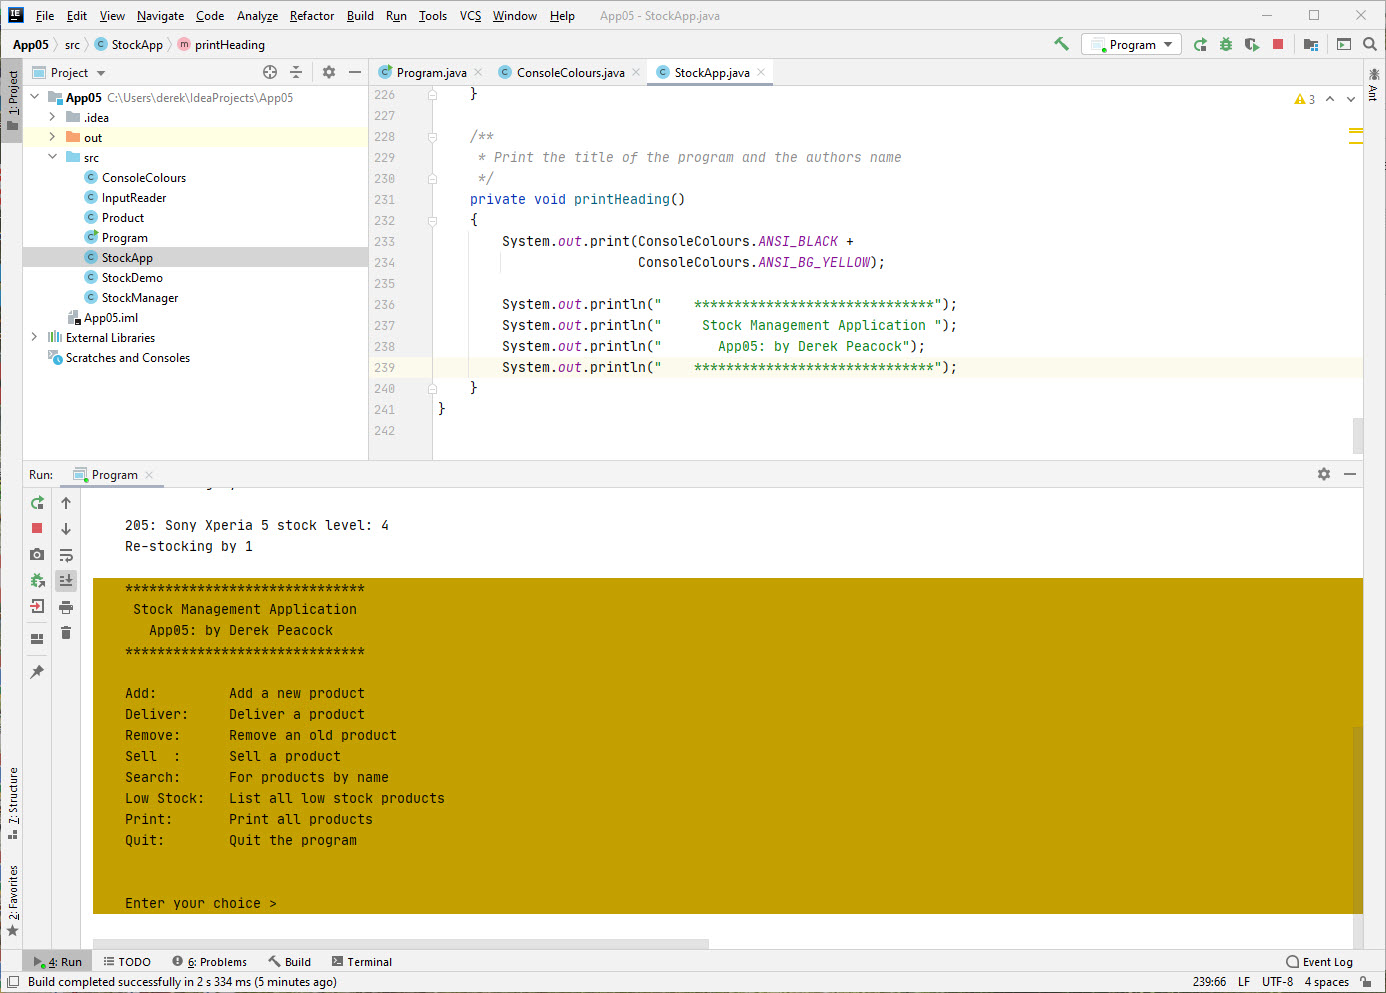 File Edit View Navigate Code Analyze Refactor Build Run Tools VCS Window Help App05 - StockApp.java
App05 src StockApp printHeading Program
1: Project
Project
Program.java ConsoleColours.java StockApp.java
Ant
App05 C:\Users\derek\IdeaProjects\App05
.idea
out
src
ConsoleColours
InputReader
Product
Program
StockApp
StockDemo
StockManager
App05.iml
External Libraries
Scratches and Consoles
3
226 }
227
228 /**
229 * Print the title of the program and the authors name
230 */
231 private void printHeading()
232 {
233 System.out.print(ConsoleColours.ANSI_BLACK +
234 ConsoleColours.ANSI_BG_YELLOW);
235
236 System.out.println("    ******************************");
237 System.out.println("     Stock Management Application ");
238 System.out.println("       App05: by Derek Peacock");
239 System.out.println("    ******************************");
240 }
241 }
242
Run: Program
205: Sony Xperia 5 stock level: 4
Re-stocking by 1
******************************
Stock Management Application
App05: by Derek Peacock
******************************
Add: Add a new product
Deliver: Deliver a product
Remove: Remove an old product
Sell  : Sell a product
Search: For products by name
Low Stock: List all low stock products
Print: Print all products
Quit: Quit the program
Enter your choice >
7: Structure
2: Favorites
4: Run TODO 6: Problems Build Terminal Event Log
Build completed successfully in 2 s 334 ms (5 minutes ago) 239:66 LF UTF-8 4 spaces